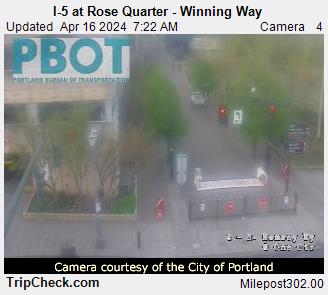 I-5 at Rose Quarter - Winning Way
Updated Apr 16 2024 7:22 AM Camera 4
PBOT
PORTLAND BUREAU OF TRANSPORTATION
Camera courtesy of the City of Portland
TripCheck.com Milepost302.00